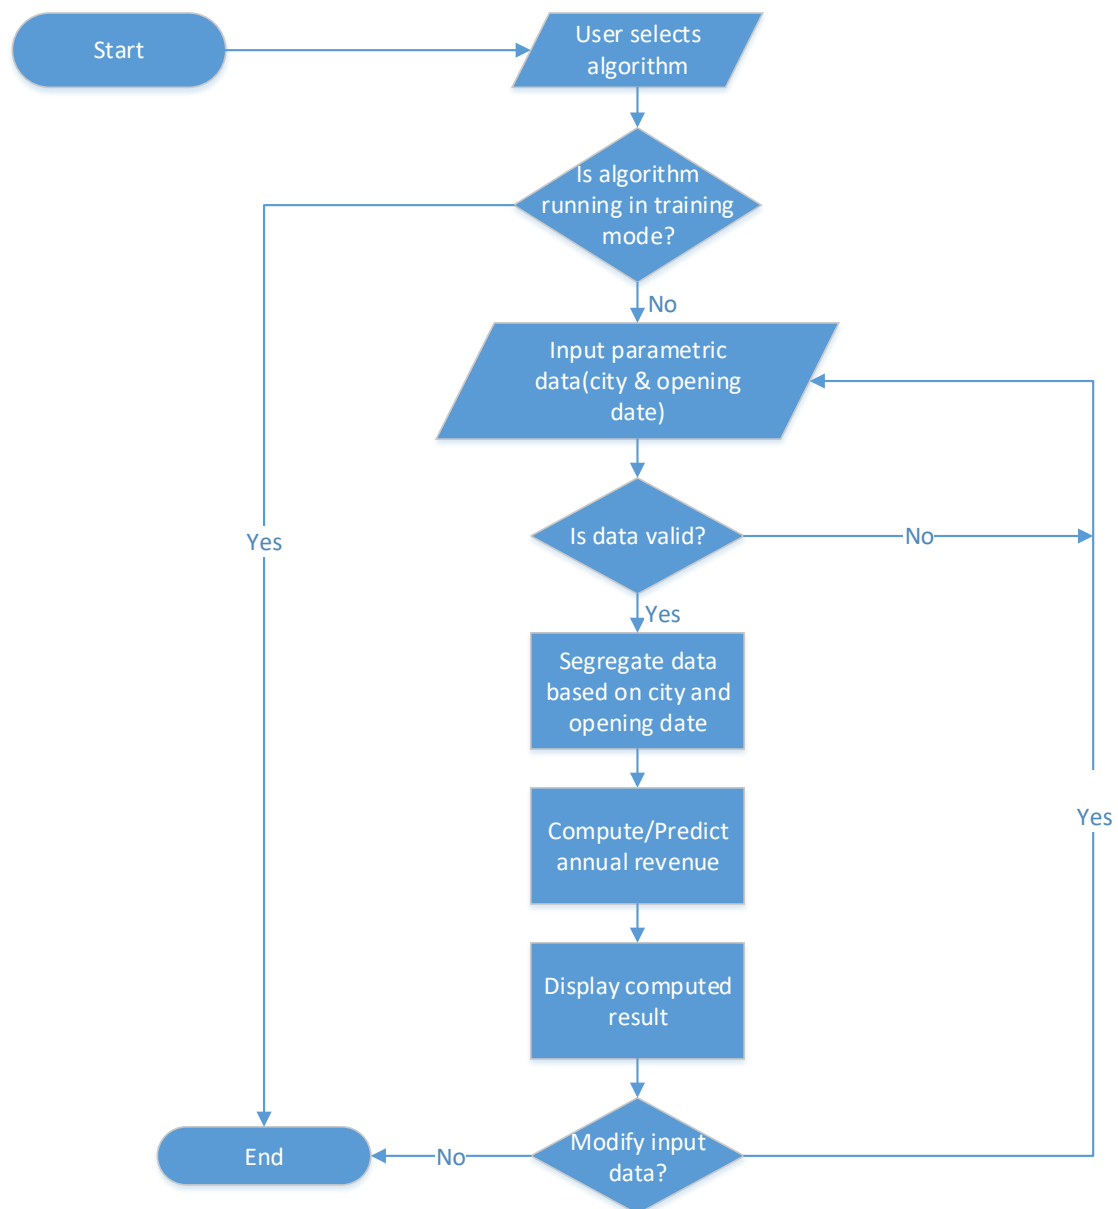 Start
User selects
algorithm
Is algorithm
running in training
mode?
No
Input parametric
data(city & opening
date)
Is data valid?
No
Yes
Yes
Segregate data
based on city and
opening date
Compute/Predict
annual revenue
Yes
Display computed
result
Modify input
data?
No
End